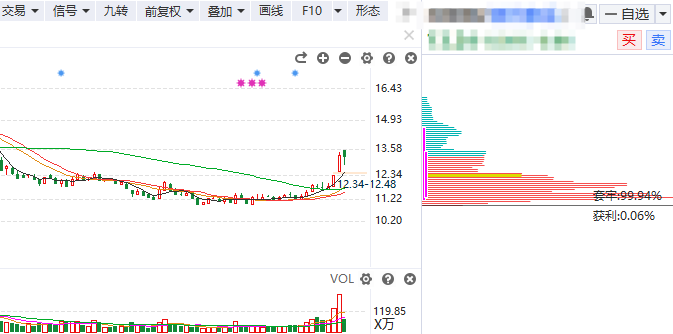 交易 信号 九转 前复权 叠加 画线 F10 形态
一 自选
买 卖
16.43
14.93
13.58
12.34
12.34-12.48
11.22
10.20
套牢:99.94%
获利:0.06%
VOL
119.85
X万